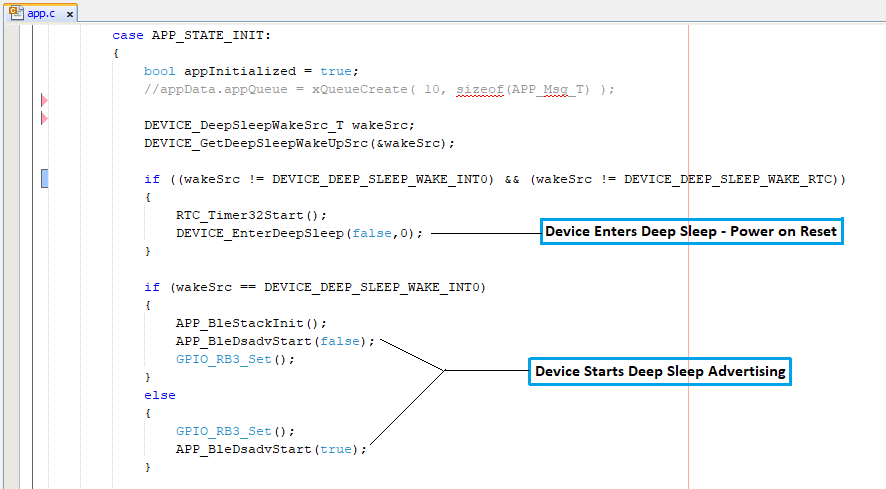 app.c x
case APP_STATE_INIT:
{
bool appInitialized = true;
//appData.appQueue = xQueueCreate( 10, sizeof(APP_Msg_T) );
DEVICE_DeepSleepWakeSrc_T wakeSrc;
DEVICE_GetDeepSleepWakeUpSrc(&wakeSrc);
if ((wakeSrc != DEVICE_DEEP_SLEEP_WAKE_INT0) && (wakeSrc != DEVICE_DEEP_SLEEP_WAKE_RTC))
{
RTC_Timer32Start();
DEVICE_EnterDeepSleep(false,0);
Device Enters Deep Sleep - Power on Reset
}
if (wakeSrc == DEVICE_DEEP_SLEEP_WAKE_INT0)
{
APP_BleStackInit();
APP_BleDsadvStart(false);
GPIO_RB3_Set();
Device Starts Deep Sleep Advertising
}
else
{
GPIO_RB3_Set();
APP_BleDsadvStart(true);
}